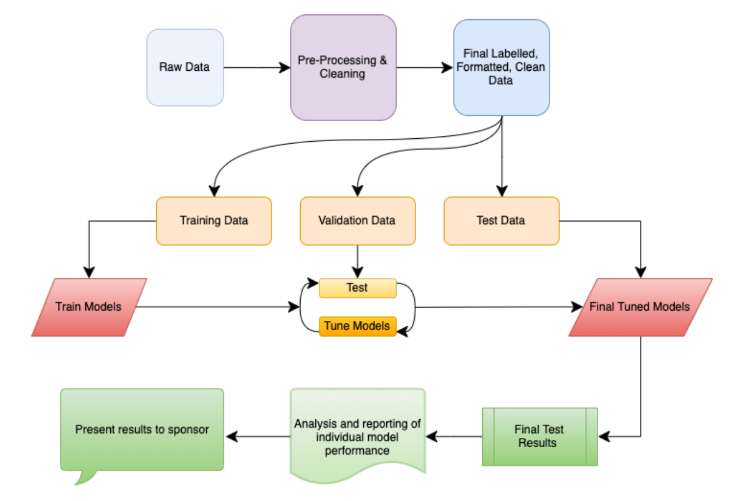 Raw Data
Pre-Processing &
Cleaning
Final Labelled,
Formatted, Clean
Data
Training Data
Validation Data
Test Data
Train Models
Test
Tune Models
Final Tuned Models
Present results to sponsor
Analysis and reporting of
individual model
performance
Final Test
Results